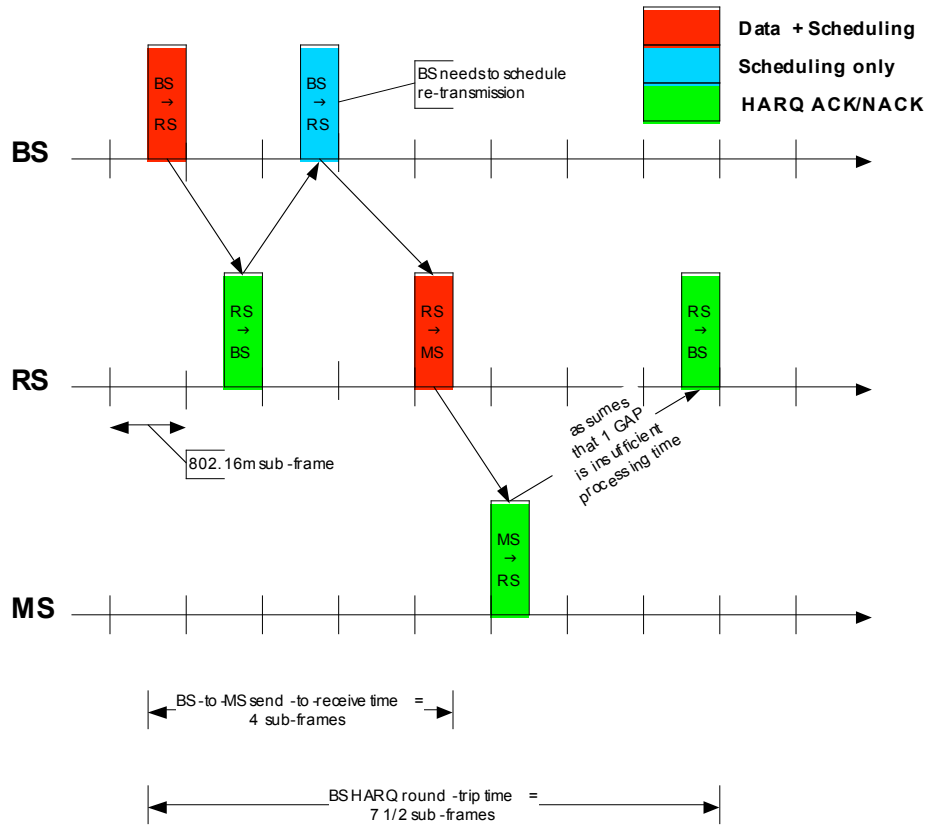 Data + Scheduling
Scheduling only
HARQ ACK/NACK
BS
→
RS
BS
→
RS
BS needs to schedule
re-transmission
BS
RS
→
BS
RS
→
MS
RS
→
BS
RS
assumes
that 1 GAP
is insufficient
processing time
802.16m sub-frame
MS
→
RS
MS
BS-to-MS send-to-receive time =
4 sub-frames
BS HARQ round-trip time =
7 1/2 sub-frames